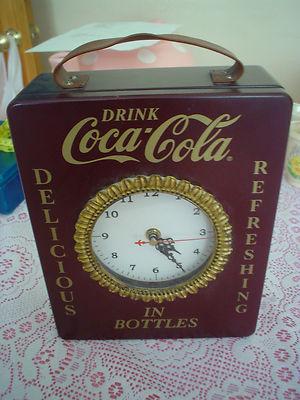 DRINK
Coca-Cola®
DELICIOUS
REFRESHING
12
11
1
10
2
9
3
8
4
7
5
6
IN
BOTTLES